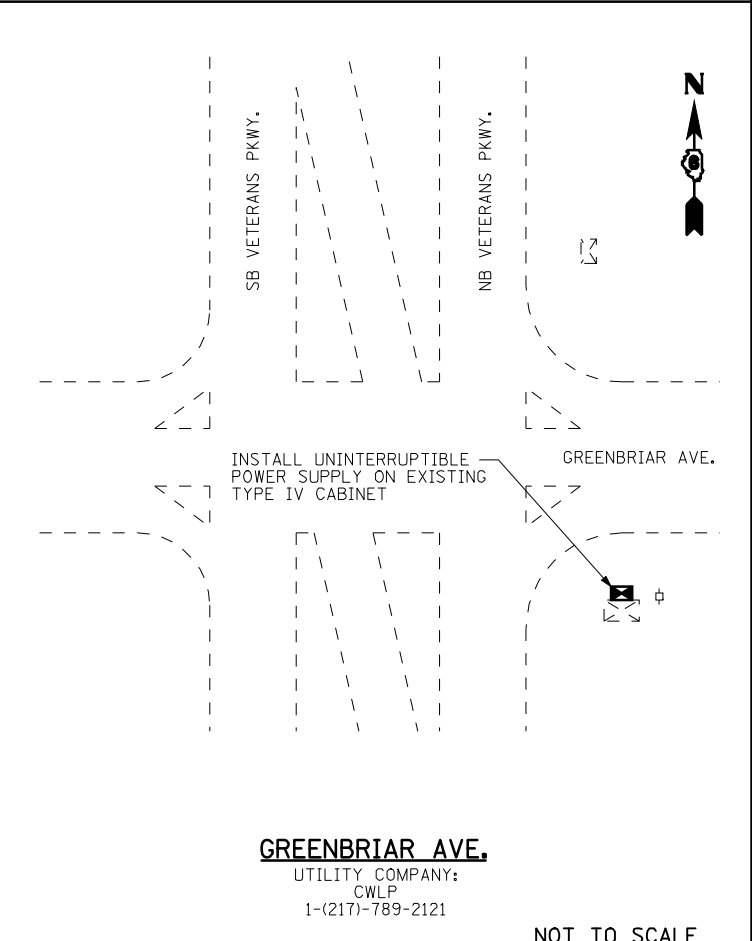 N
6
SB VETERANS PKWY.
NB VETERANS PKWY.
INSTALL UNINTERRUPTIBLE
POWER SUPPLY ON EXISTING
TYPE IV CABINET
GREENBRIAR AVE.
GREENBRIAR AVE.
UTILITY COMPANY:
CWLP
1-(217)-789-2121
NOT TO SCALE